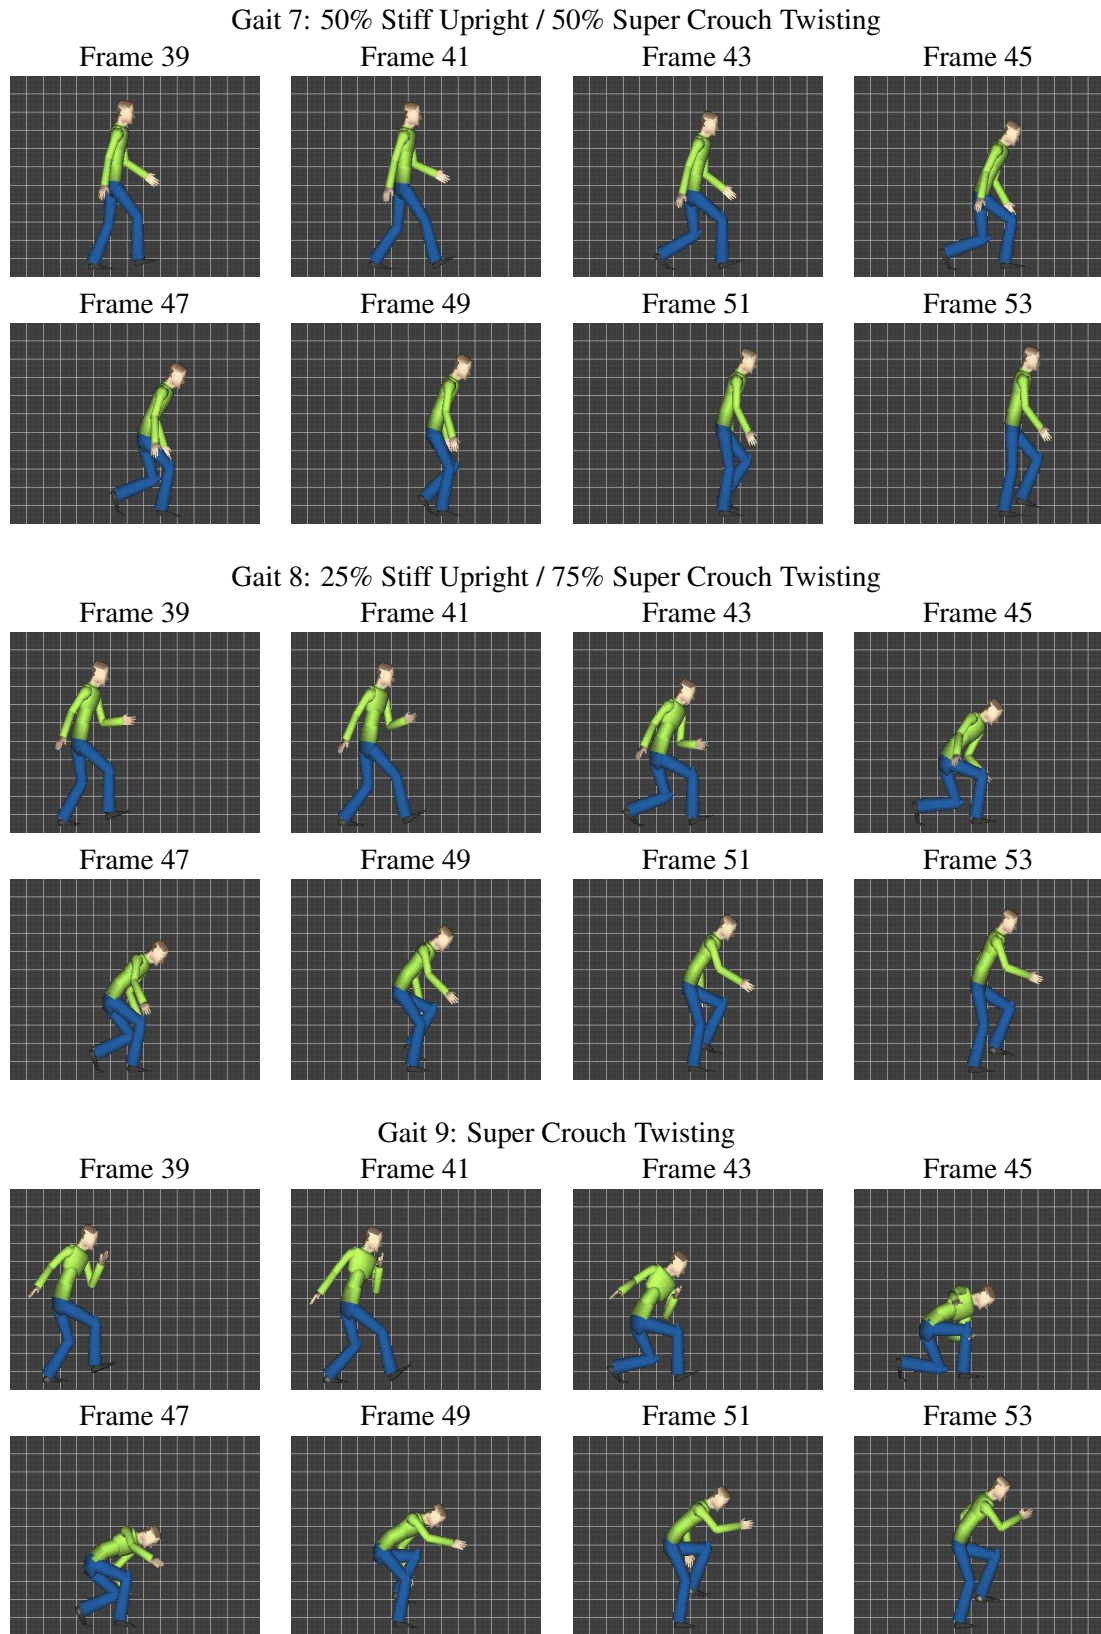 Gait 7: 50% Stiff Upright / 50% Super Crouch Twisting
Frame 39 Frame 41 Frame 43 Frame 45
Frame 47 Frame 49 Frame 51 Frame 53
Gait 8: 25% Stiff Upright / 75% Super Crouch Twisting
Frame 39 Frame 41 Frame 43 Frame 45
Frame 47 Frame 49 Frame 51 Frame 53
Gait 9: Super Crouch Twisting
Frame 39 Frame 41 Frame 43 Frame 45
Frame 47 Frame 49 Frame 51 Frame 53